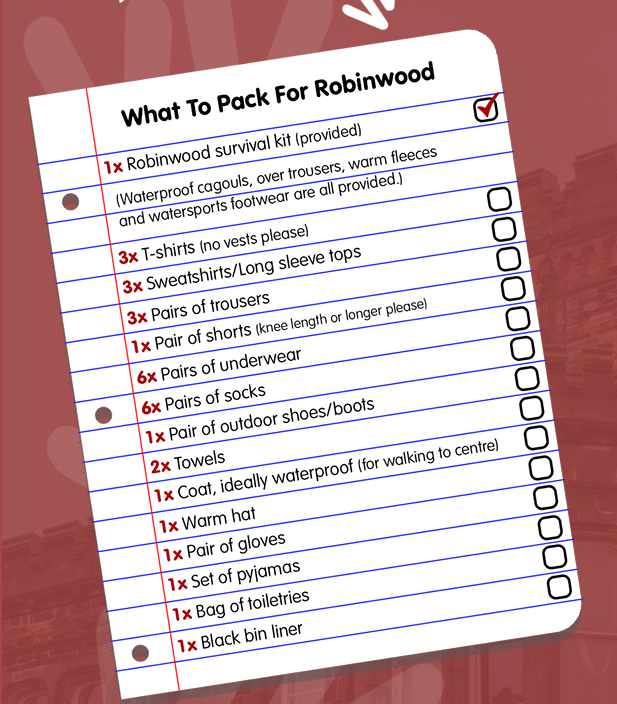 What To Pack For Robinwood
1x Robinwood survival kit (provided)
(Waterproof cagouls, over trousers, warm fleeces
and watersports footwear are all provided.)
3x T-shirts (no vests please)
3x Sweatshirts/Long sleeve tops
3x Pairs of trousers
1x Pair of shorts (knee length or longer please)
6x Pairs of underwear
6x Pairs of socks
1x Pair of outdoor shoes/boots
2x Towels
1x Coat, ideally waterproof (for walking to centre)
1x Warm hat
1x Pair of gloves
1x Set of pyjamas
1x Bag of toiletries
1x Black bin liner